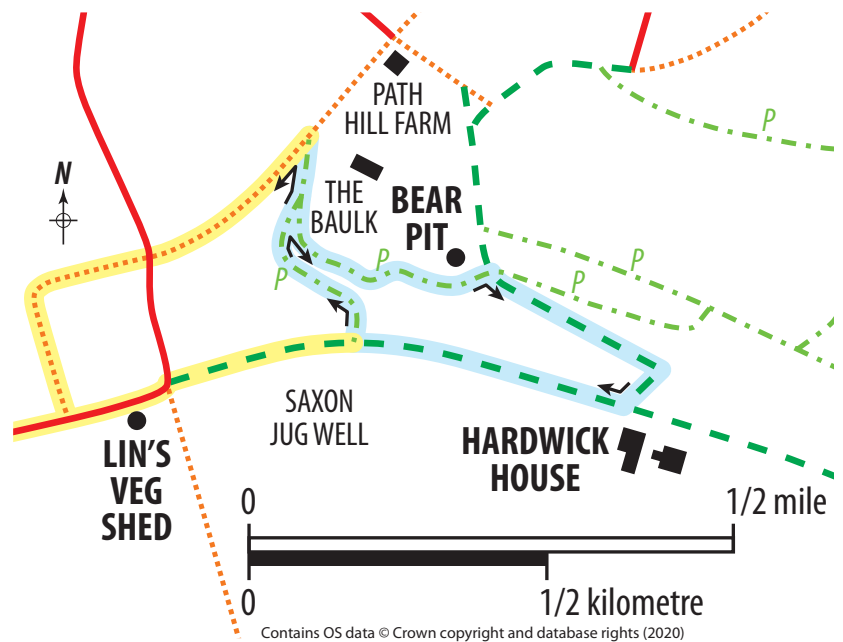 PATH
HILL FARM
P
N
THE
BAULK
BEAR
PIT
P
P
P
P
SAXON
JUG WELL
HARDWICK
HOUSE
LIN'S
VEG
SHED
0
1/2 mile
0
1/2 kilometre
Contains OS data © Crown copyright and database rights (2020)